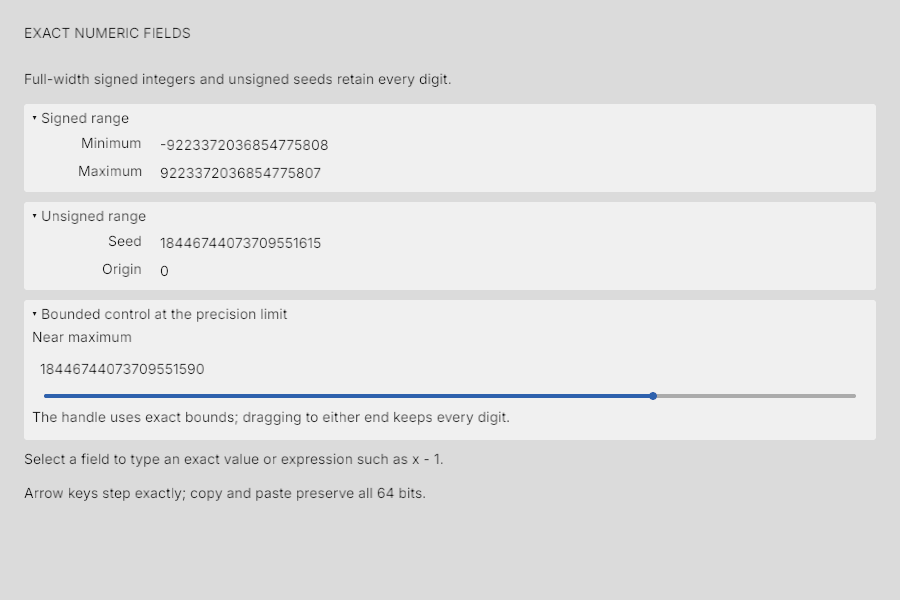 EXACT NUMERIC FIELDS
Full-width signed integers and unsigned seeds retain every digit.
Signed range
Minimum -9223372036854775808
Maximum 9223372036854775807
Unsigned range
Seed 18446744073709551615
Origin 0
Bounded control at the precision limit
Near maximum
18446744073709551590
The handle uses exact bounds; dragging to either end keeps every digit.
Select a field to type an exact value or expression such as x - 1.
Arrow keys step exactly; copy and paste preserve all 64 bits.